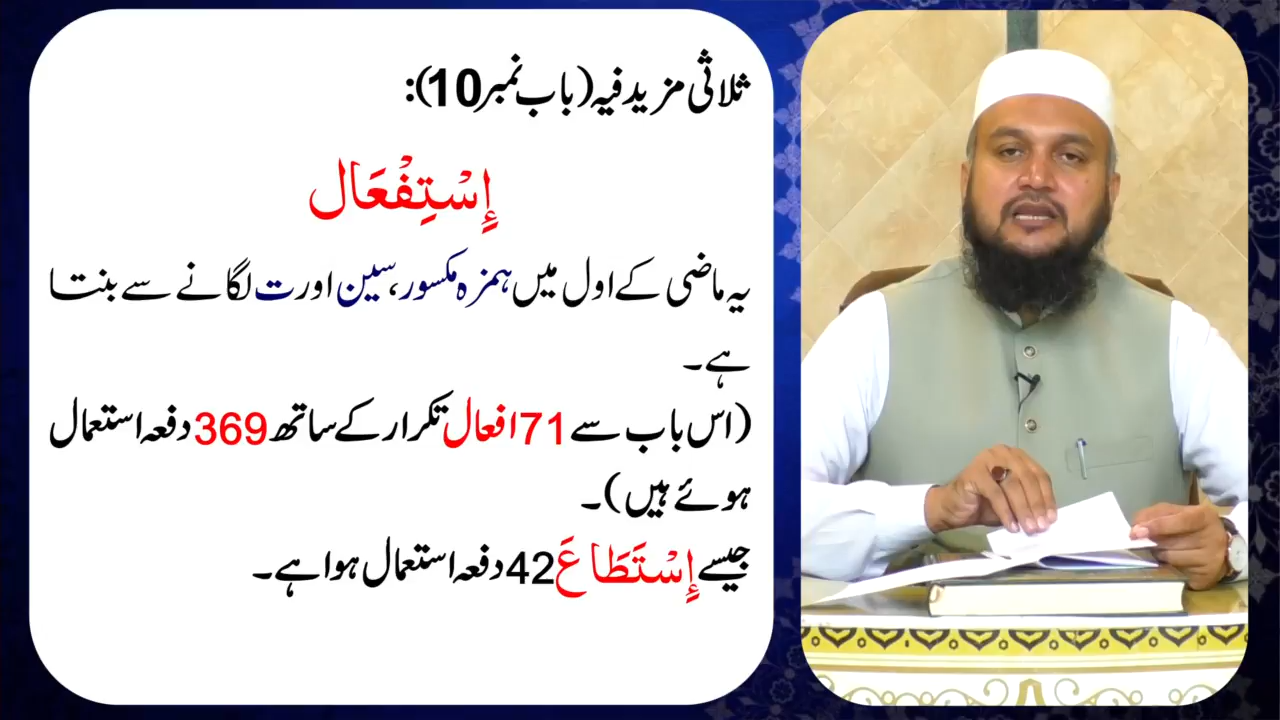 ثلاثی مزید فیہ (باب نمبر 10):
إِسْتِفْعَال
یہ ماضی کے اول میں ہمزہ مکسور، سین اور ت لگانے سے بنتا
ہے۔
(اس باب سے 71 افعال تکرار کے ساتھ 369 دفعہ استعمال
ہوئے ہیں)۔
جیسے إِسْتَطَاعَ 42 دفعہ استعمال ہوا ہے۔